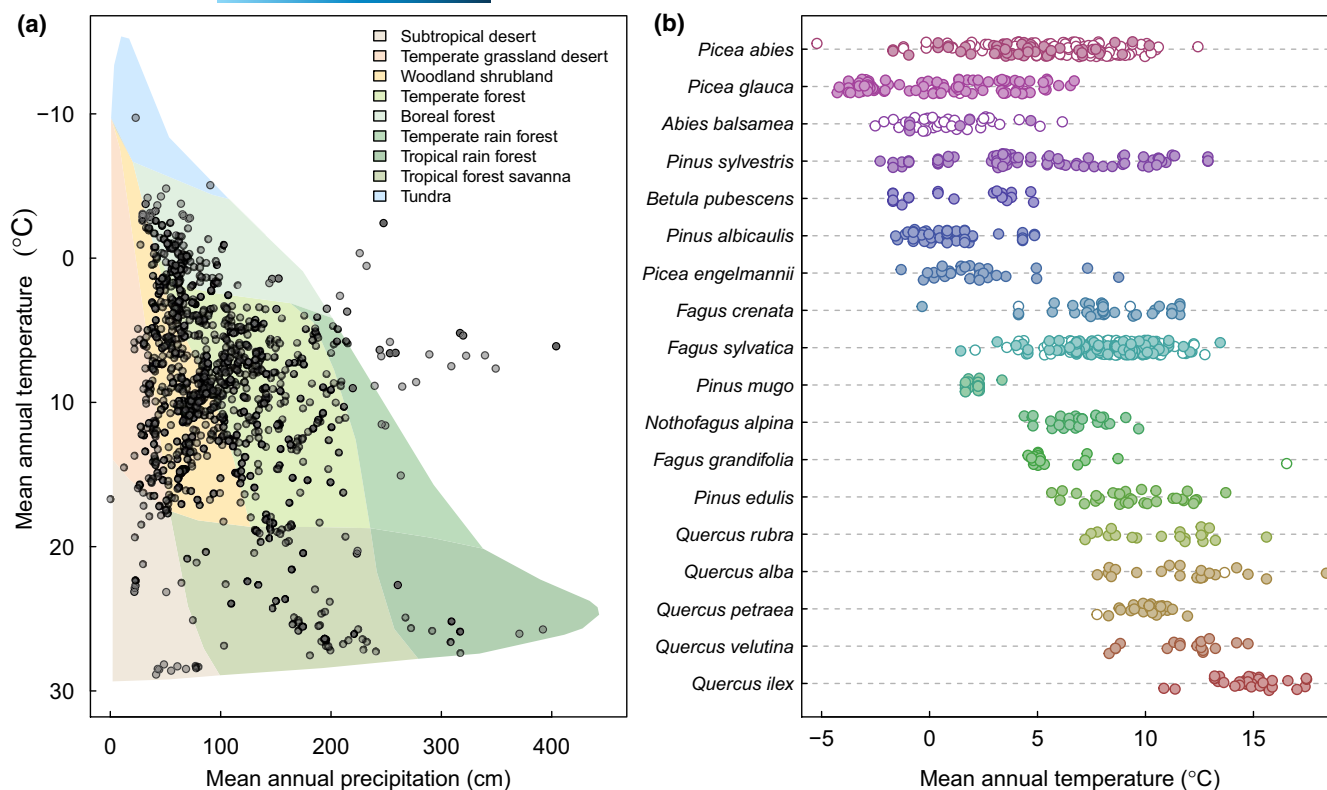 (a)
Subtropical desert
Temperate grassland desert
Woodland shrubland
Temperate forest
Boreal forest
Temperate rain forest
Tropical rain forest
Tropical forest savanna
Tundra
−10
0
10
20
30
Mean annual temperature (°C)
0 100 200 300 400
Mean annual precipitation (cm)
(b)
Picea abies
Picea glauca
Abies balsamea
Pinus sylvestris
Betula pubescens
Pinus albicaulis
Picea engelmannii
Fagus crenata
Fagus sylvatica
Pinus mugo
Nothofagus alpina
Fagus grandifolia
Pinus edulis
Quercus rubra
Quercus alba
Quercus petraea
Quercus velutina
Quercus ilex
−5 0 5 10 15
Mean annual temperature (°C)